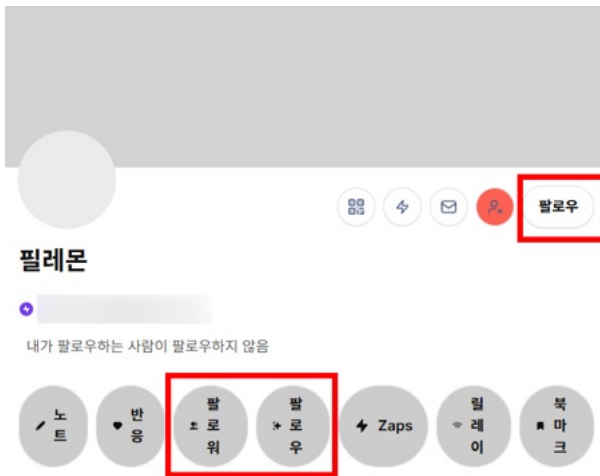 팔로우
필레몬
내가 팔로우하는 사람이 팔로우하지 않음
노트
반응
팔로워
팔로우
Zaps
릴레이
북마크